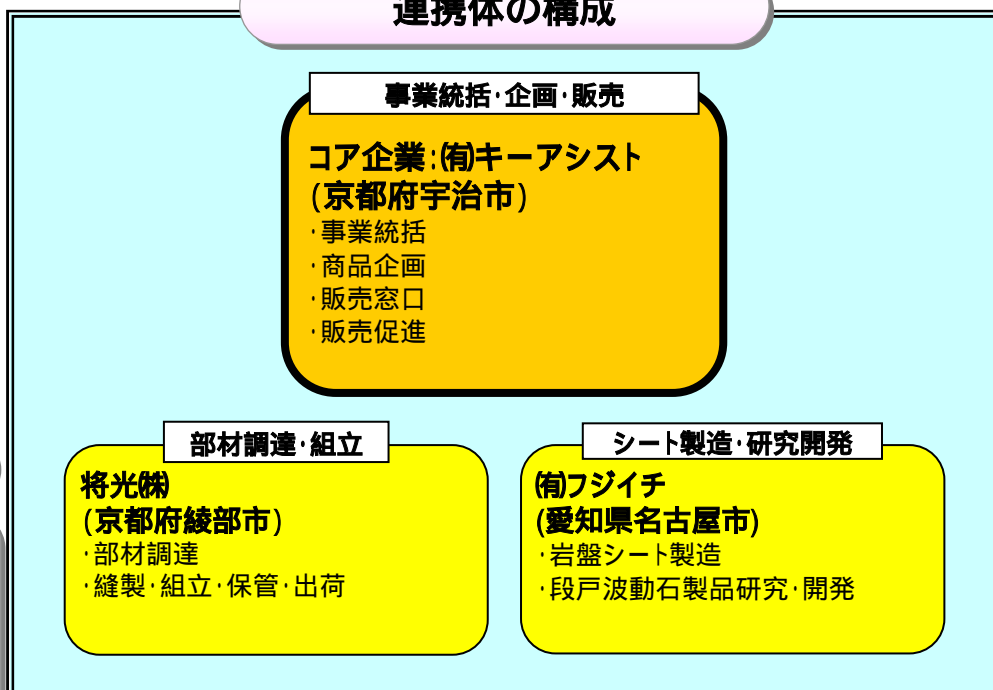 連携体の構成
事業統括･企画･販売
コア企業:㈲キーアシスト
(京都府宇治市)
･事業統括
･商品企画
･販売窓口
･販売促進
部材調達･組立
将光㈱
(京都府綾部市)
･部材調達
･縫製･組立･保管･出荷
シート製造･研究開発
㈲フジイチ
(愛知県名古屋市)
･岩盤シート製造
･段戸波動石製品研究･開発